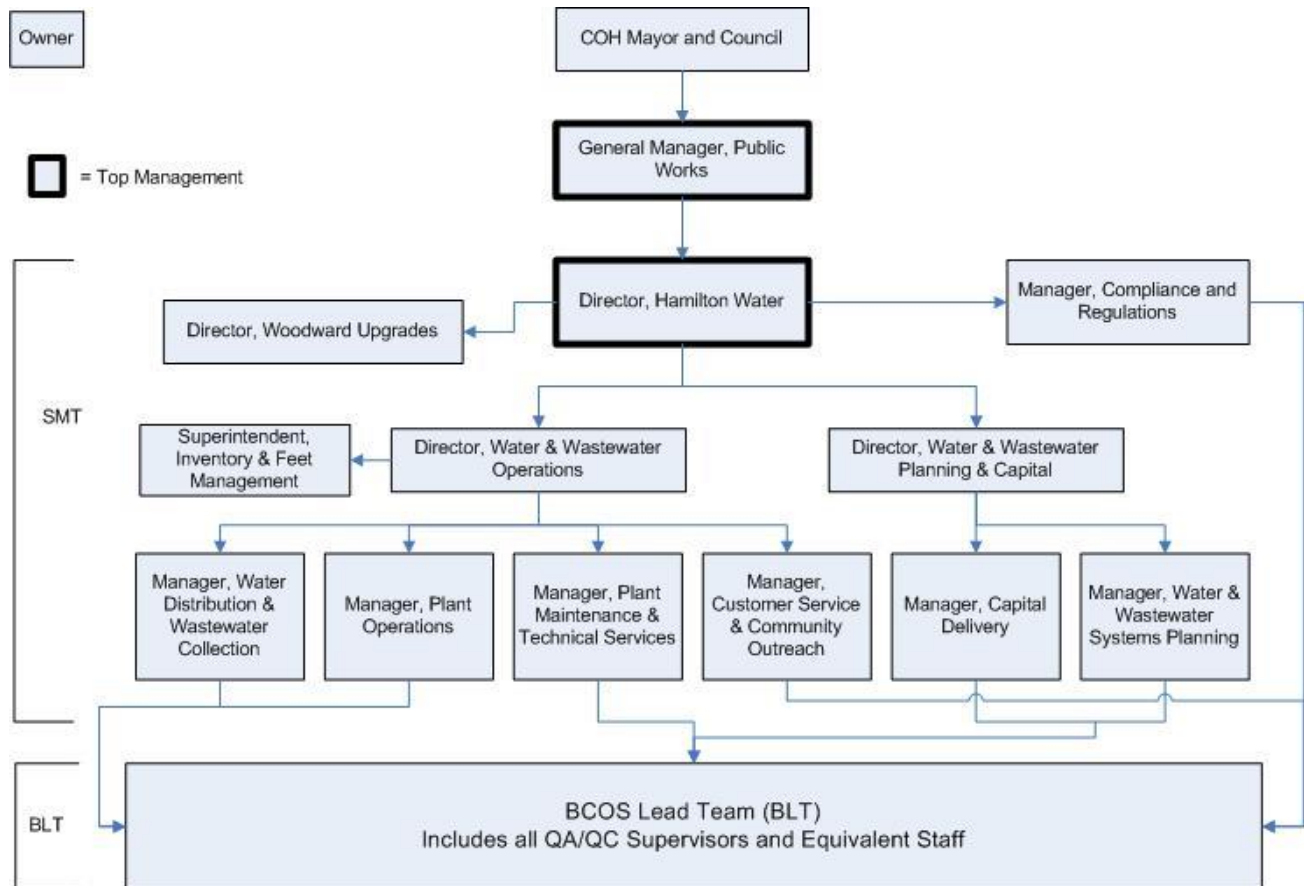 Owner
COH Mayor and Council
General Manager, Public
Works
= Top Management
SMT
Director, Hamilton Water
Manager, Compliance and
Regulations
Director, Woodward Upgrades
Superintendent,
Inventory & Feet
Management
Director, Water & Wastewater
Operations
Director, Water & Wastewater
Planning & Capital
Manager, Water
Distribution &
Wastewater
Collection
Manager, Plant
Operations
Manager, Plant
Maintenance &
Technical Services
Manager,
Customer Service
& Community
Outreach
Manager, Capital
Delivery
Manager, Water &
Wastewater
Systems Planning
BLT
BCOS Lead Team (BLT)
Includes all QA/QC Supervisors and Equivalent Staff